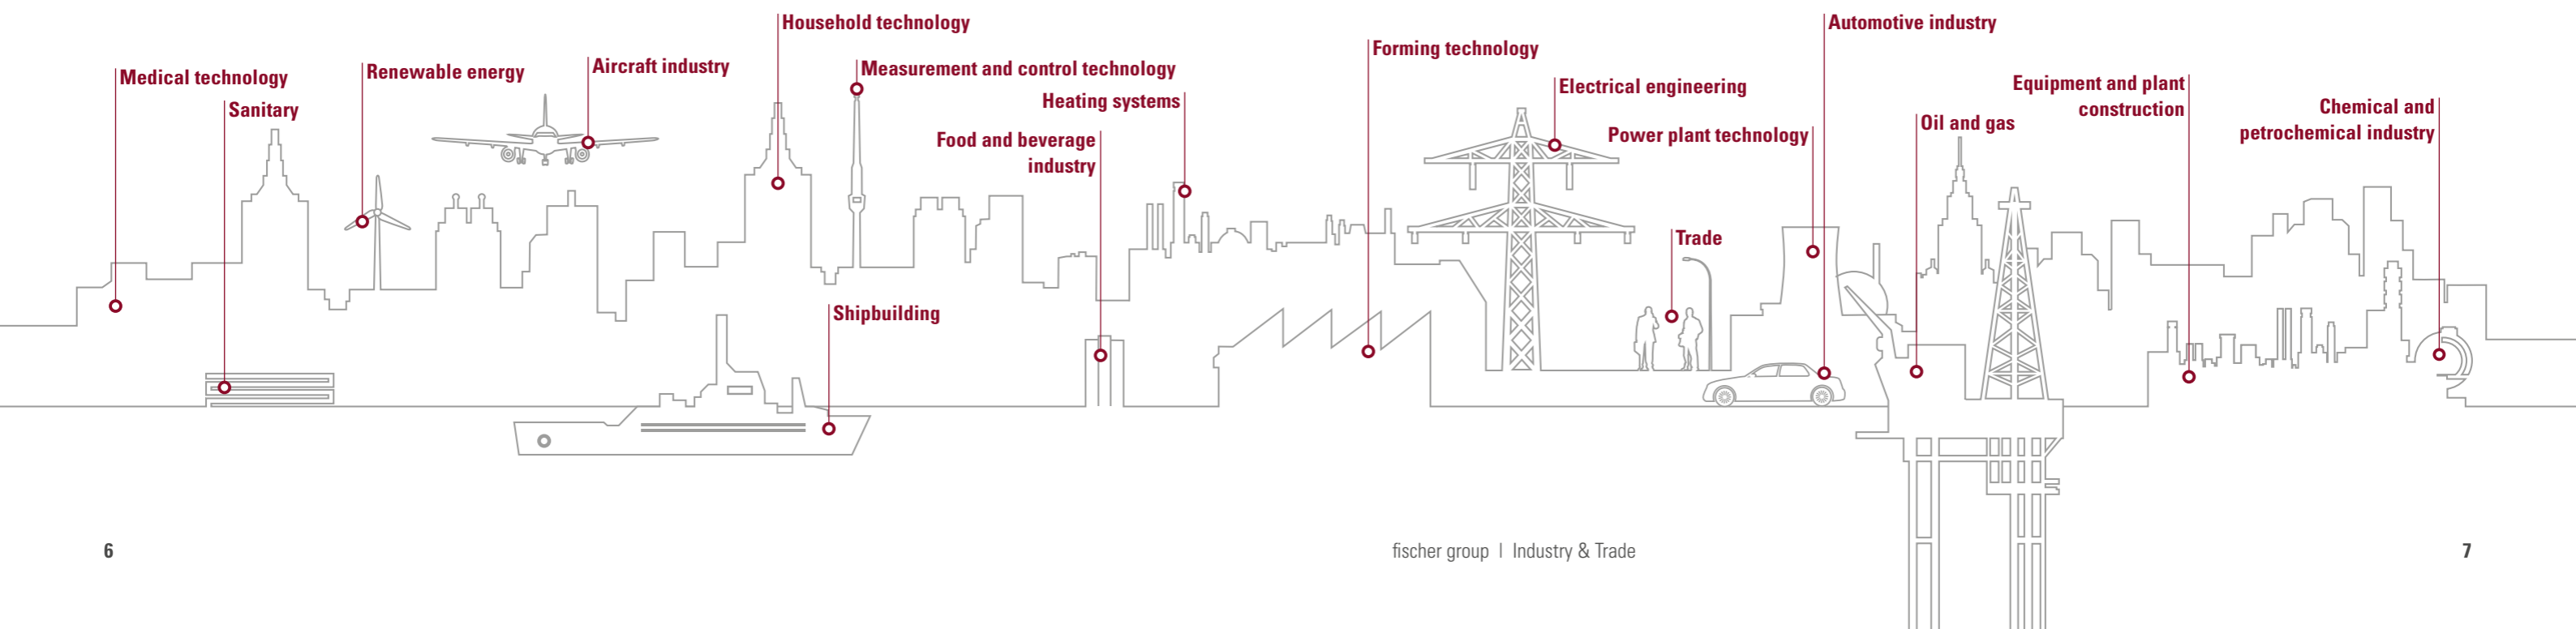 Medical technology
Sanitary
Renewable energy
Aircraft industry
Household technology
Measurement and control technology
Heating systems
Food and beverage
industry
Shipbuilding
Forming technology
Electrical engineering
Power plant technology
Trade
Automotive industry
Oil and gas
Equipment and plant
construction
Chemical and
petrochemical industry
6
fischer group | Industry & Trade
7